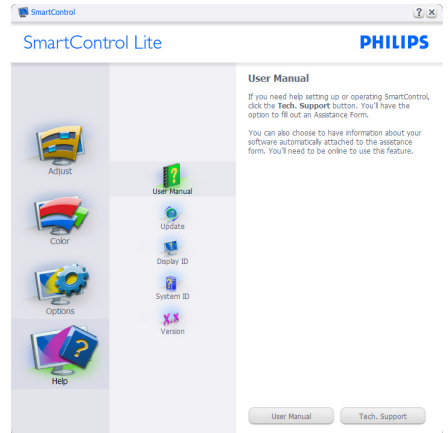 SmartControl
? ×
SmartControl Lite
PHILIPS
User Manual
If you need help setting up or operating SmartControl,
click the Tech. Support button. You'll have the
option to fill out an Assistance Form.
You can also choose to have information about your
software automatically attached to the assistance
form. You'll need to be online to use this feature.
Adjust
Color
Options
Help
User Manual
Update
Display ID
System ID
X.X
Version
User Manual
Tech. Support